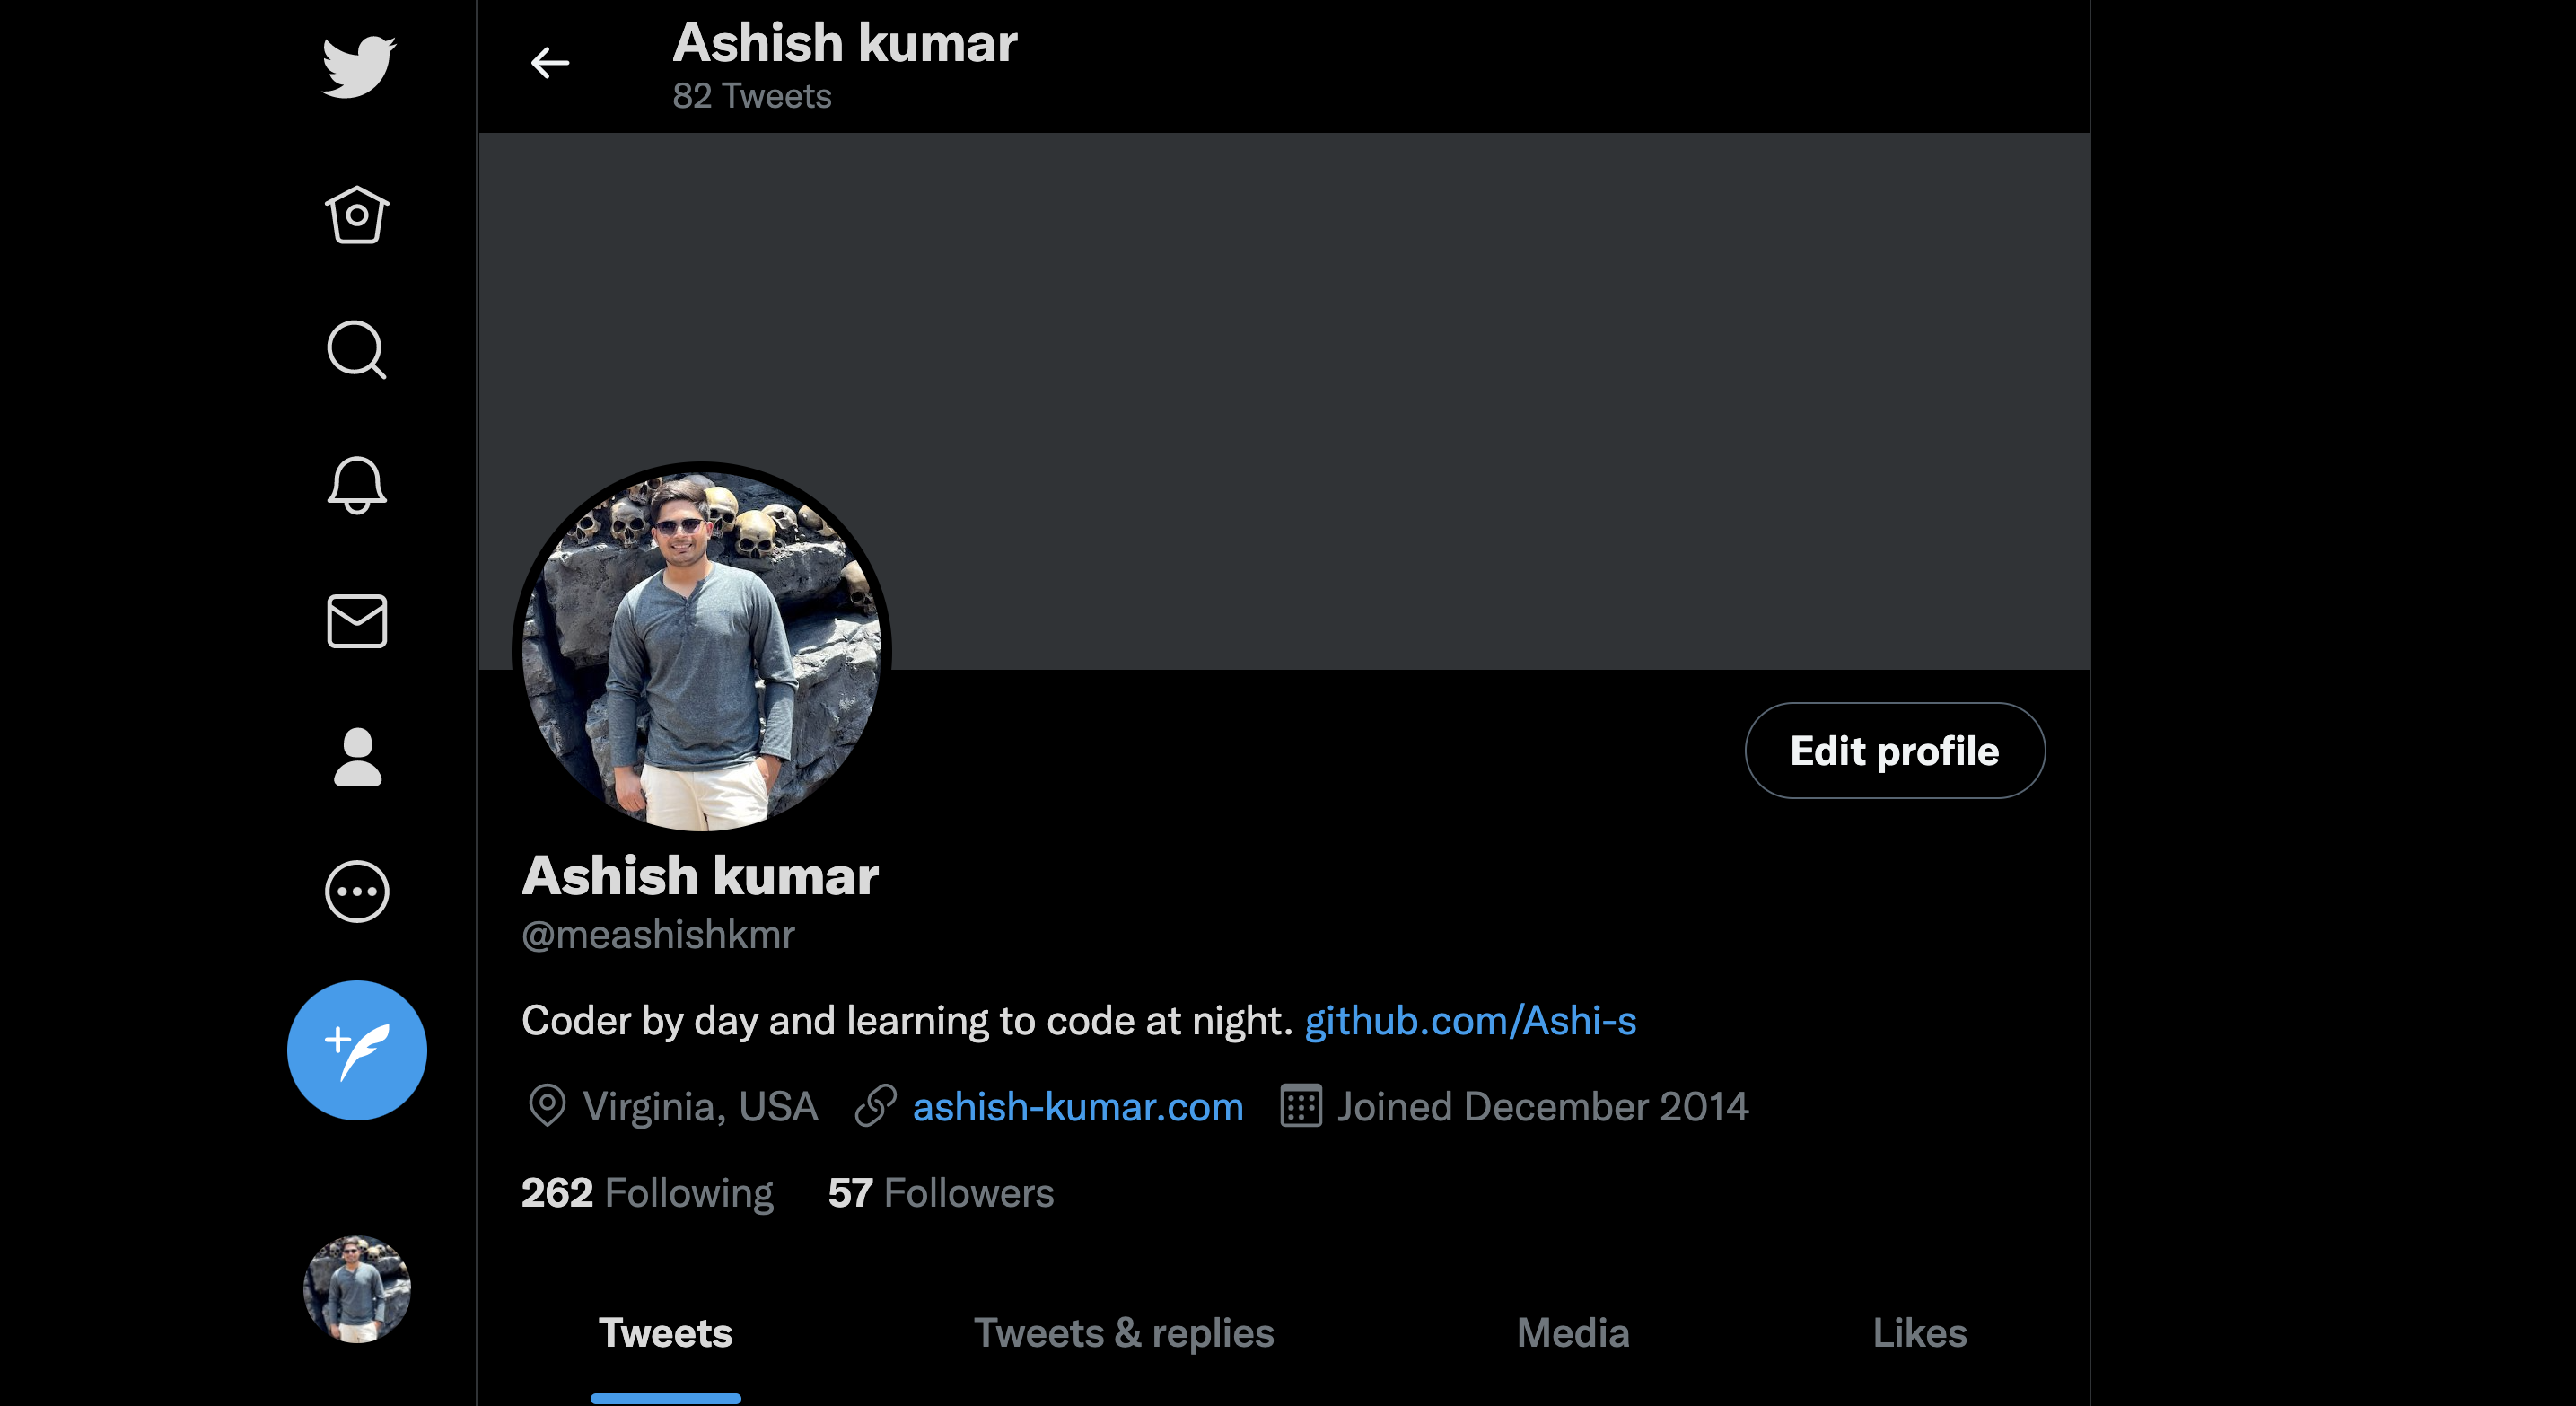 Ashish kumar
82 Tweets
Edit profile
Ashish kumar
@meashishkmr
Coder by day and learning to code at night. github.com/Ashi-s
Virginia, USA ashish-kumar.com Joined December 2014
262 Following 57 Followers
Tweets Tweets & replies Media Likes